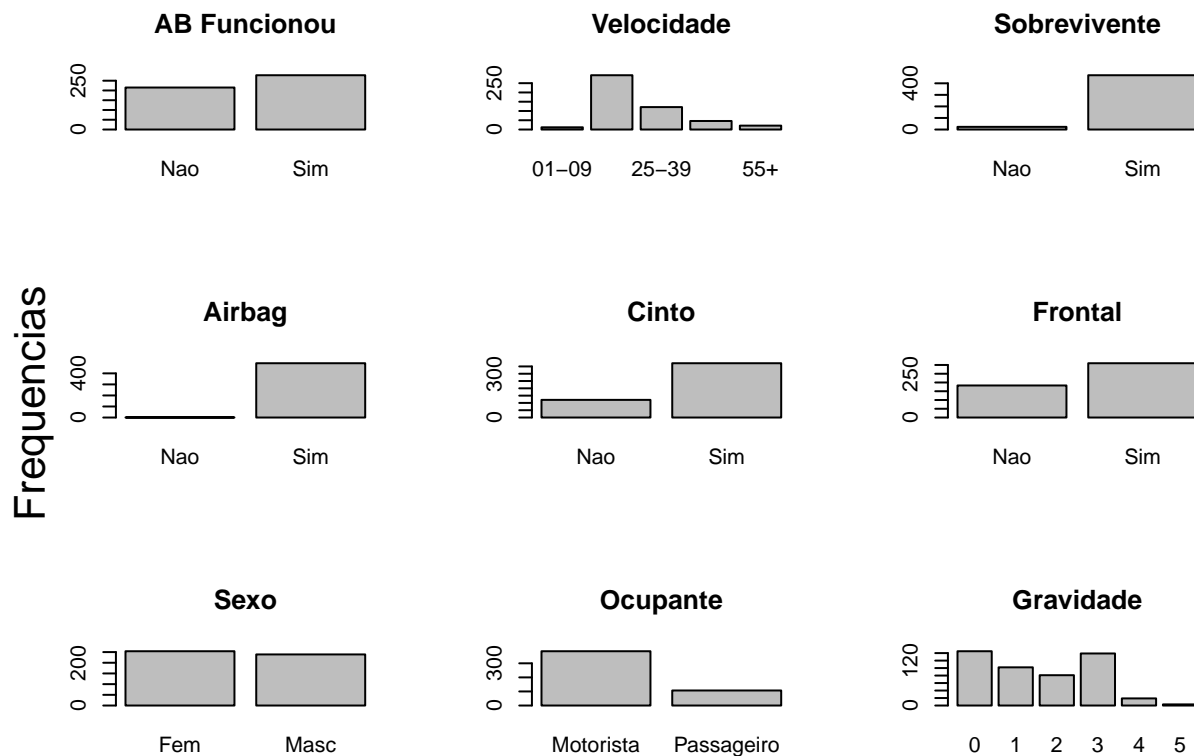 AB Funcionou
250
0
Nao Sim
Velocidade
250
0
01−09 25−39 55+
Sobrevivente
400
0
Nao Sim
Frequencias
Airbag
400
0
Nao Sim
Cinto
300
0
Nao Sim
Frontal
250
0
Nao Sim
Sexo
200
0
Fem Masc
Ocupante
300
0
Motorista Passageiro
Gravidade
120
0
0 1 2 3 4 5